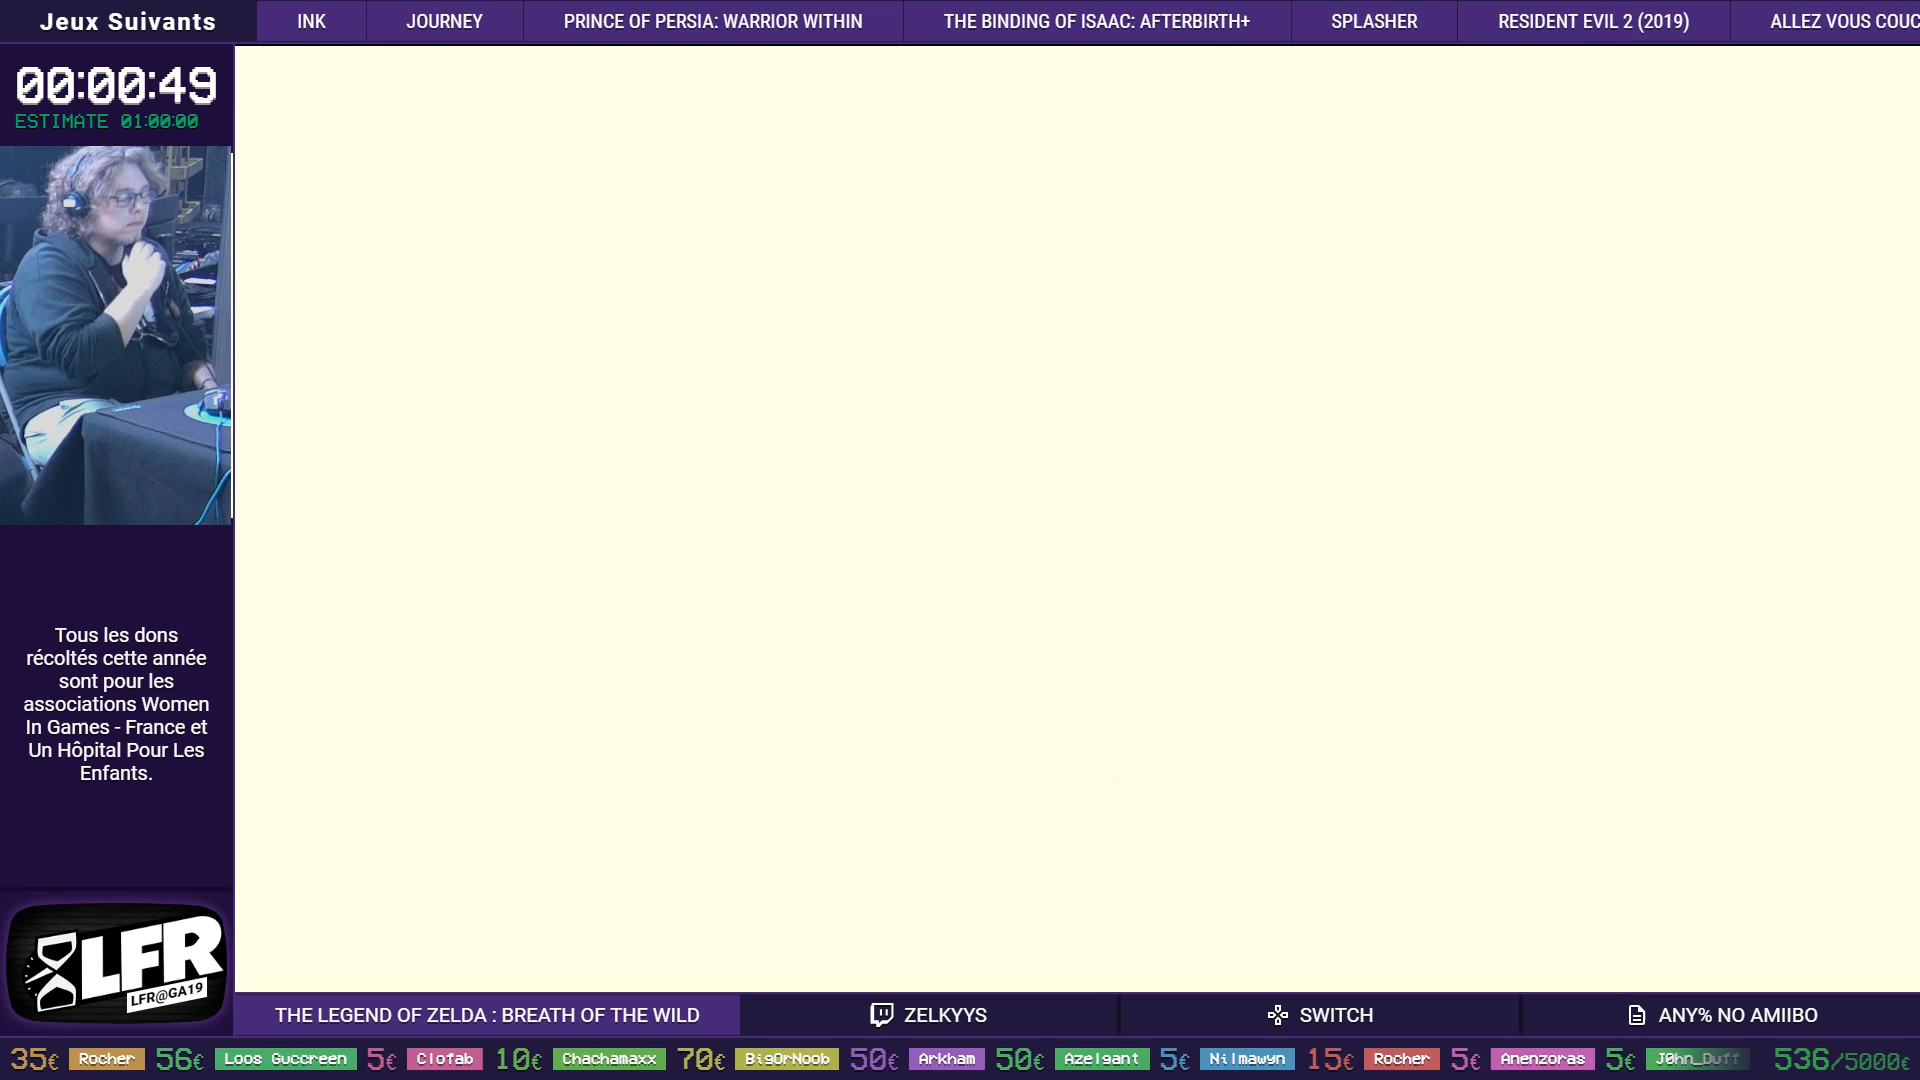 Jeux Suivants
INK
JOURNEY
PRINCE OF PERSIA: WARRIOR WITHIN
THE BINDING OF ISAAC: AFTERBIRTH+
SPLASHER
RESIDENT EVIL 2 (2019)
ALLEZ VOUS COUC
00:00:49
ESTIMATE 01:00:00
Tous les dons
récoltés cette année
sont pour les
associations Women
In Games - France et
Un Hôpital Pour Les
Enfants.
LFR
LFR@GA19
THE LEGEND OF ZELDA : BREATH OF THE WILD
ZELKYYS
SWITCH
ANY% NO AMIIBO
35€ Rocher 56€ Loos Guccreen 5€ Clofab 10€ Chachamaxx 70€ BigOrNoob 50€ Arkham 50€ Azelgant 5€ Nilmawyn 15€ Rocher 5€ Anenzoras 5€ J0hn_Duff 536/5000€